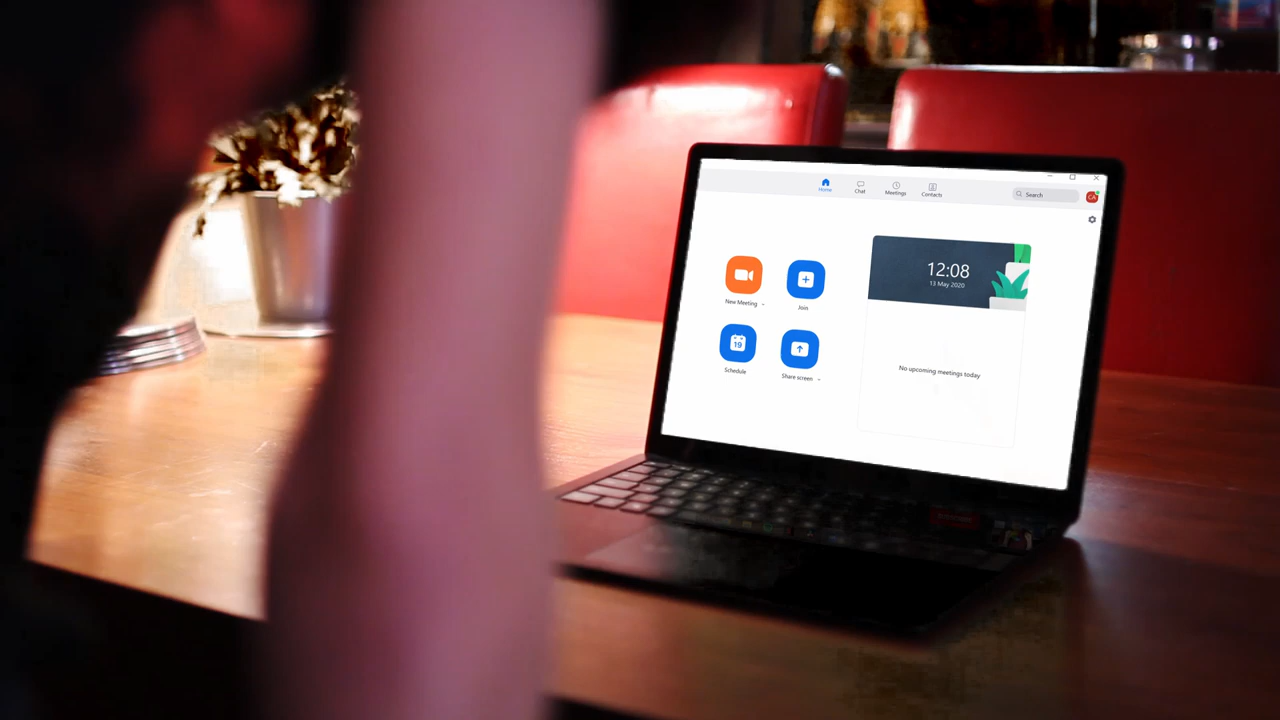 Home
Chat
Meetings
Contacts
Search
CA
12:08
13 May 2020
New Meeting
Join
19
Schedule
Share screen
No upcoming meetings today